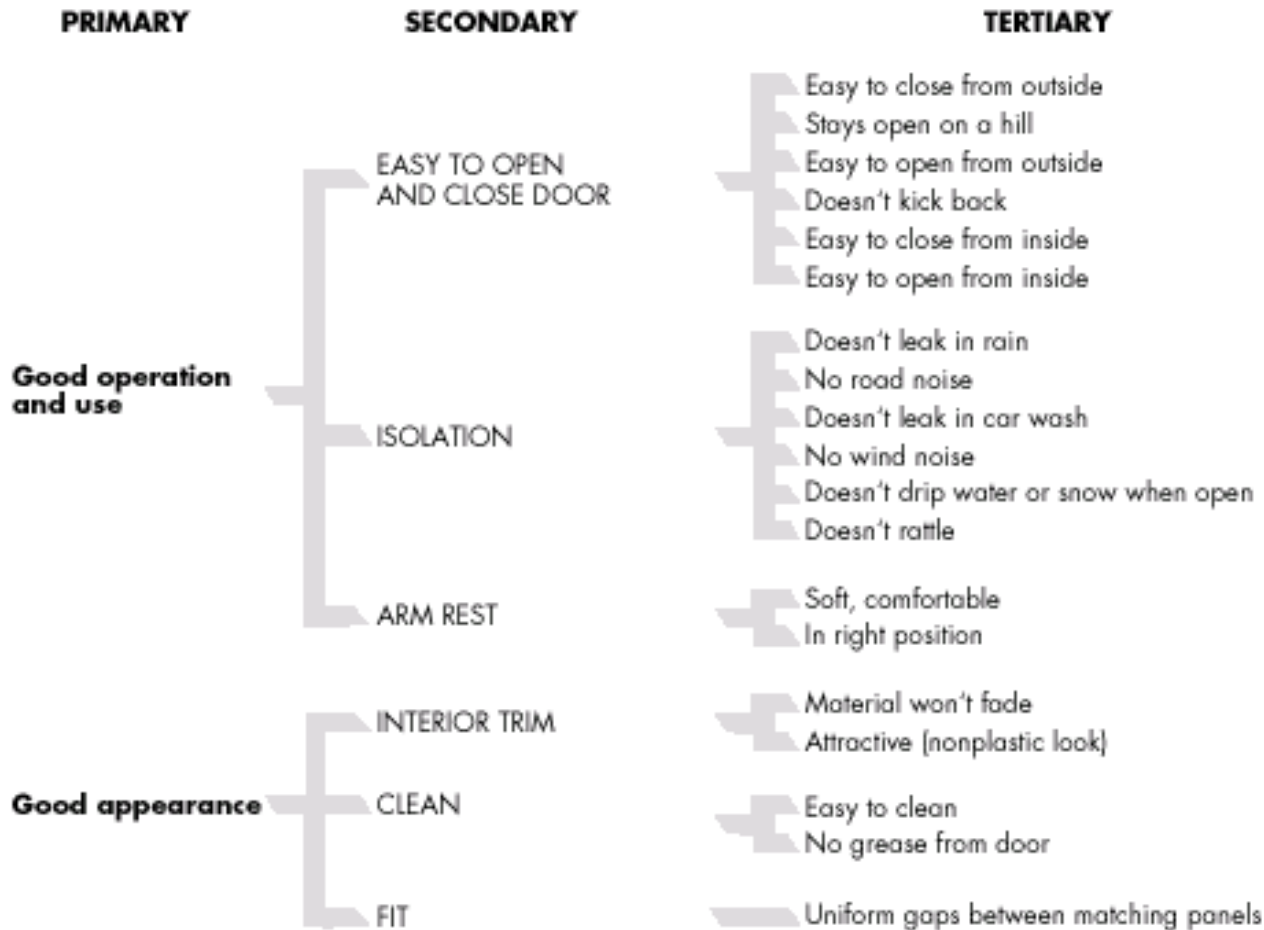 PRIMARY SECONDARY TERTIARY
Easy to close from outside
Stays open on a hill
EASY TO OPEN
AND CLOSE DOOR
Easy to open from outside
Doesn't kick back
Easy to close from inside
Easy to open from inside
Good operation
and use
Doesn't leak in rain
No road noise
ISOLATION
Doesn't leak in car wash
No wind noise
Doesn't drip water or snow when open
Doesn't rattle
ARM REST
Soft, comfortable
In right position
Good appearance
INTERIOR TRIM
Material won't fade
Attractive (nonplastic look)
CLEAN
Easy to clean
No grease from door
FIT
Uniform gaps between matching panels